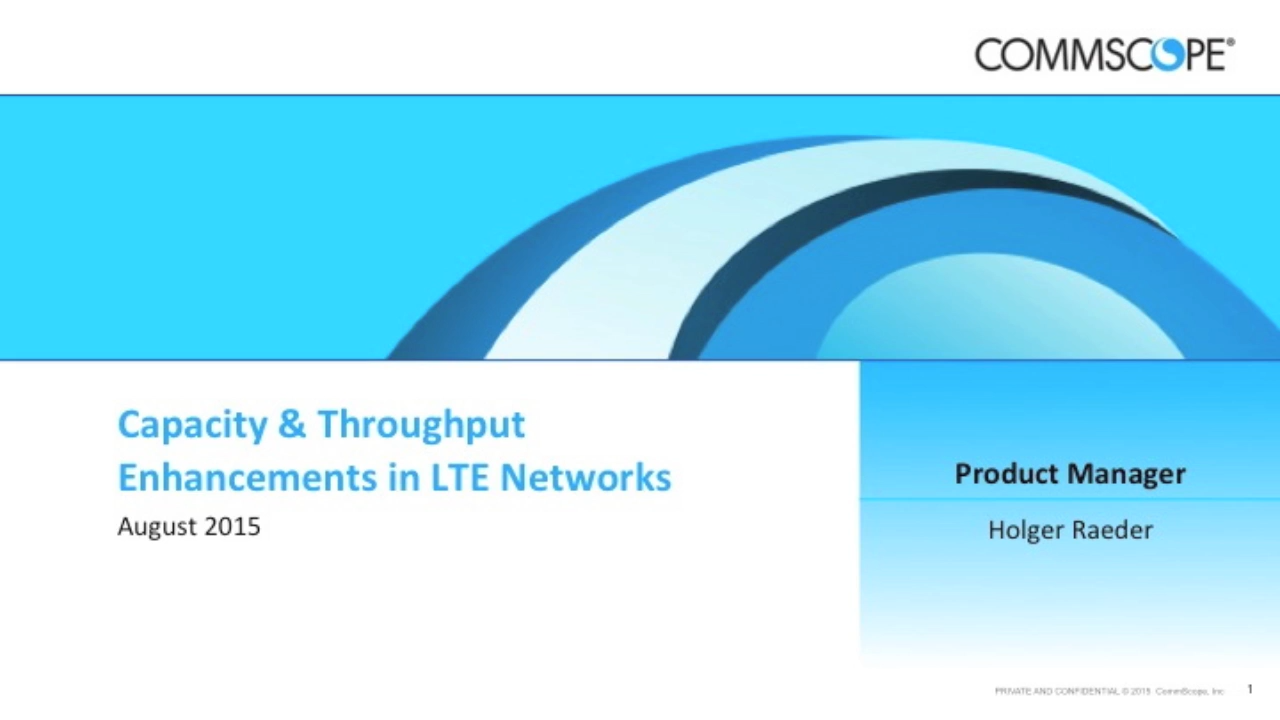 COMMSCOPE®
Capacity & Throughput
Enhancements in LTE Networks
August 2015
Product Manager
Holger Raeder
PRIVATE AND CONFIDENTIAL © 2015 CommScope, Inc
1